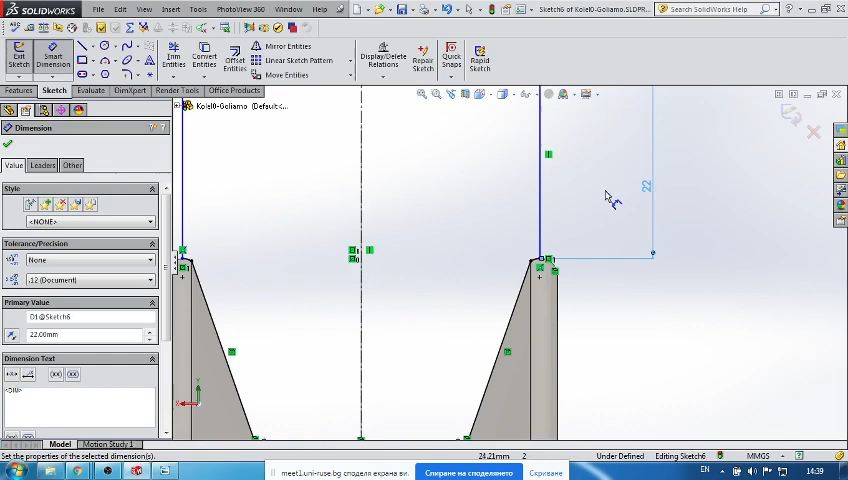 SOLIDWORKS File Edit View Insert Tools PhotoView 360 Window Help Sketch6 of Kolel0-Goliamo.SLDPR... Search SolidWorks Help
Exit Sketch Smart Dimension Trim Entities Convert Entities Offset Entities Mirror Entities Linear Sketch Pattern Move Entities Display/Delete Relations Repair Sketch Quick Snaps Rapid Sketch
Features Sketch Evaluate DimXpert Render Tools Office Products
Kolel0-Goliamo (Default<...
Dimension
Value Leaders Other
Style
<NONE>
22
Tolerance/Precision
None
.12 (Document)
Primary Value
D1@Sketch6
22.00mm
Dimension Text
<DIM>
Y
X
Model Motion Study 1
Set the properties of the selected dimension(s). 24.21mm 2 Under Defined Editing Sketch6 MMGS
meet1.uni-ruse.bg споделя екрана ви. Спиране на споделянето Скриване EN 14:39